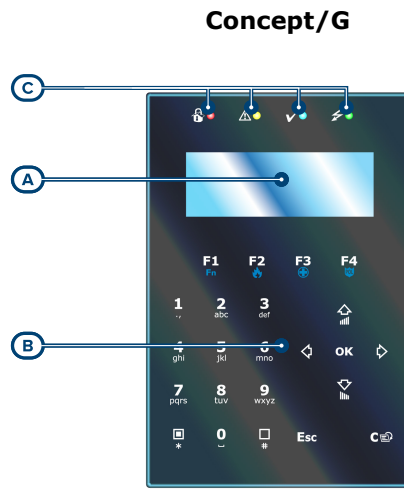 Concept/G
C
A
F1 F2 F3 F4
Fn
1 2 3
., abc def
B
4 5 6 OK
ghi jkl mno
7 8 9
pqrs tuv wxyz
0 Esc C
* #